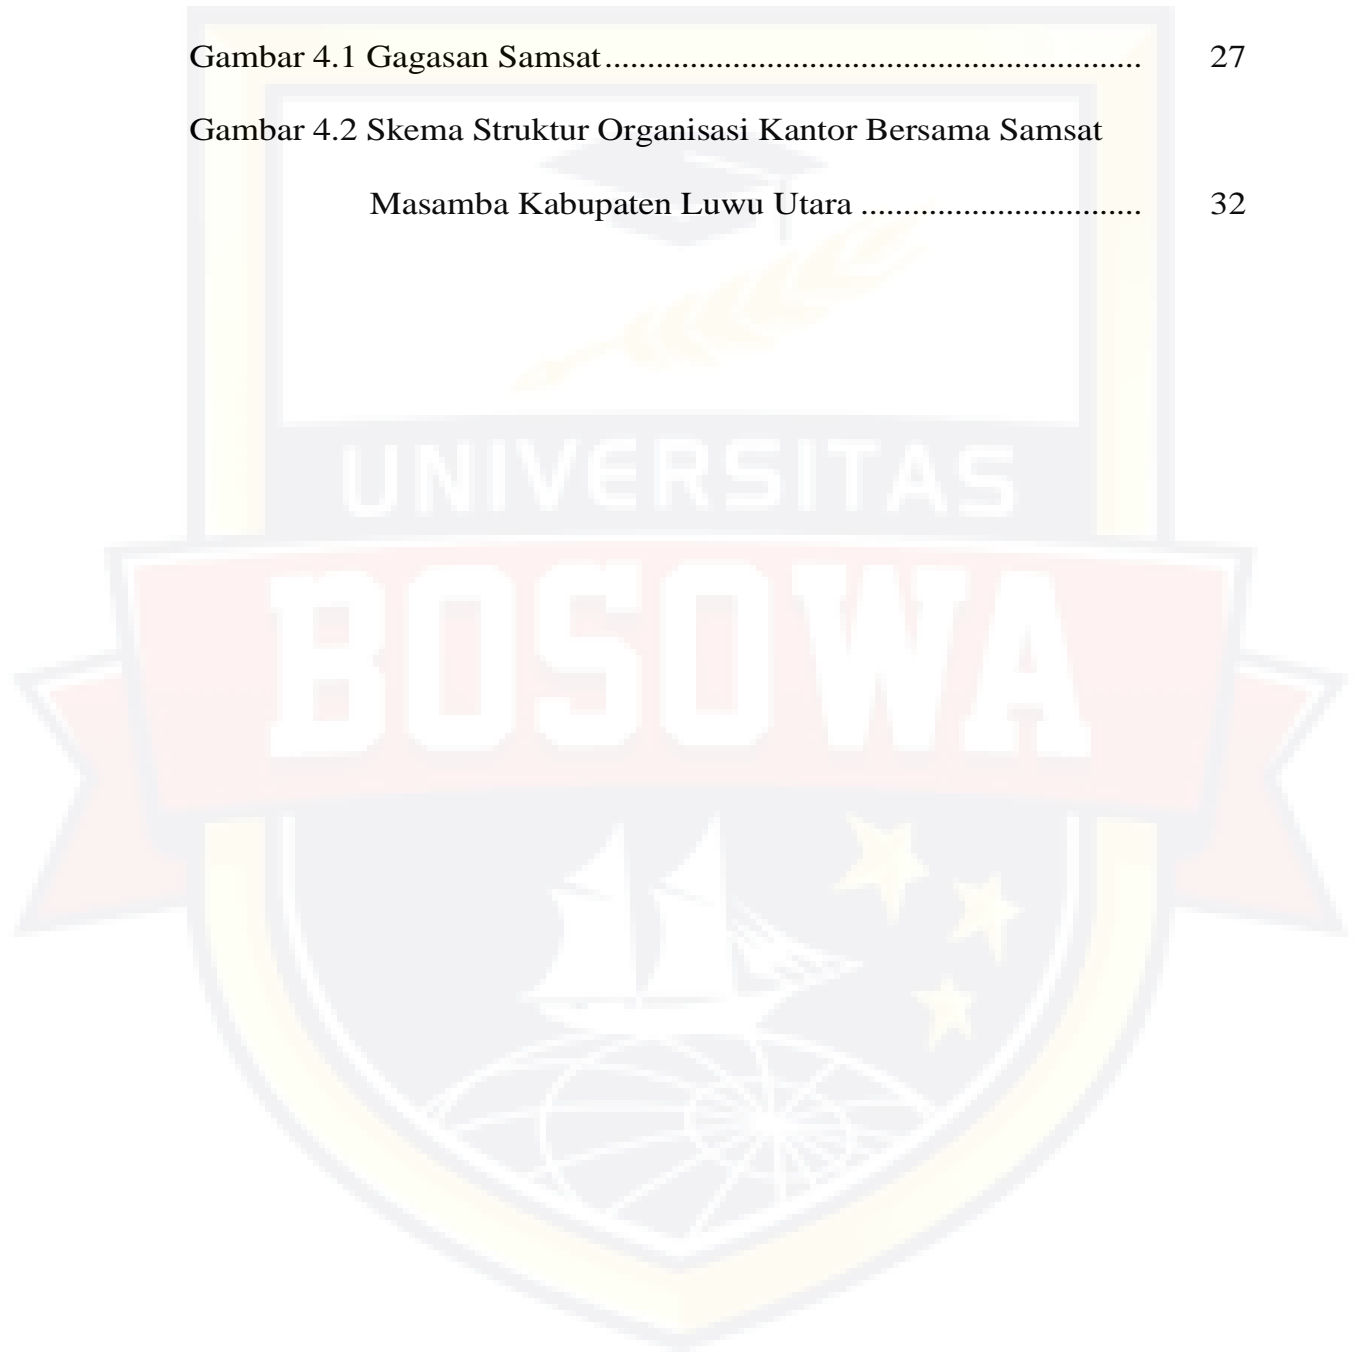 Gambar 4.1 Gagasan Samsat.............................................................. 27
Gambar 4.2 Skema Struktur Organisasi Kantor Bersama Samsat
Masamba Kabupaten Luwu Utara ................................. 32
UNIVERSITAS
BOSOWA